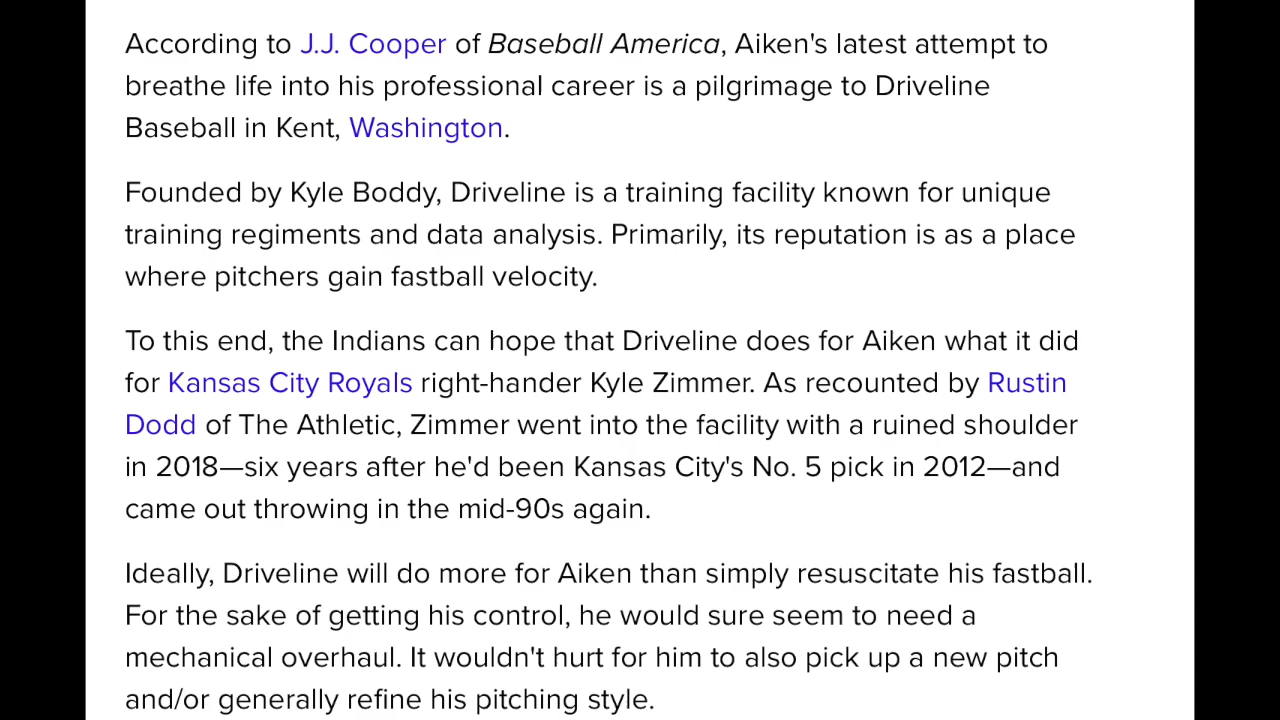 According to J.J. Cooper of Baseball America, Aiken's latest attempt to
breathe life into his professional career is a pilgrimage to Driveline
Baseball in Kent, Washington.
Founded by Kyle Boddy, Driveline is a training facility known for unique
training regiments and data analysis. Primarily, its reputation is as a place
where pitchers gain fastball velocity.
To this end, the Indians can hope that Driveline does for Aiken what it did
for Kansas City Royals right-hander Kyle Zimmer. As recounted by Rustin
Dodd of The Athletic, Zimmer went into the facility with a ruined shoulder
in 2018—six years after he'd been Kansas City's No. 5 pick in 2012—and
came out throwing in the mid-90s again.
Ideally, Driveline will do more for Aiken than simply resuscitate his fastball.
For the sake of getting his control, he would sure seem to need a
mechanical overhaul. It wouldn't hurt for him to also pick up a new pitch
and/or generally refine his pitching style.